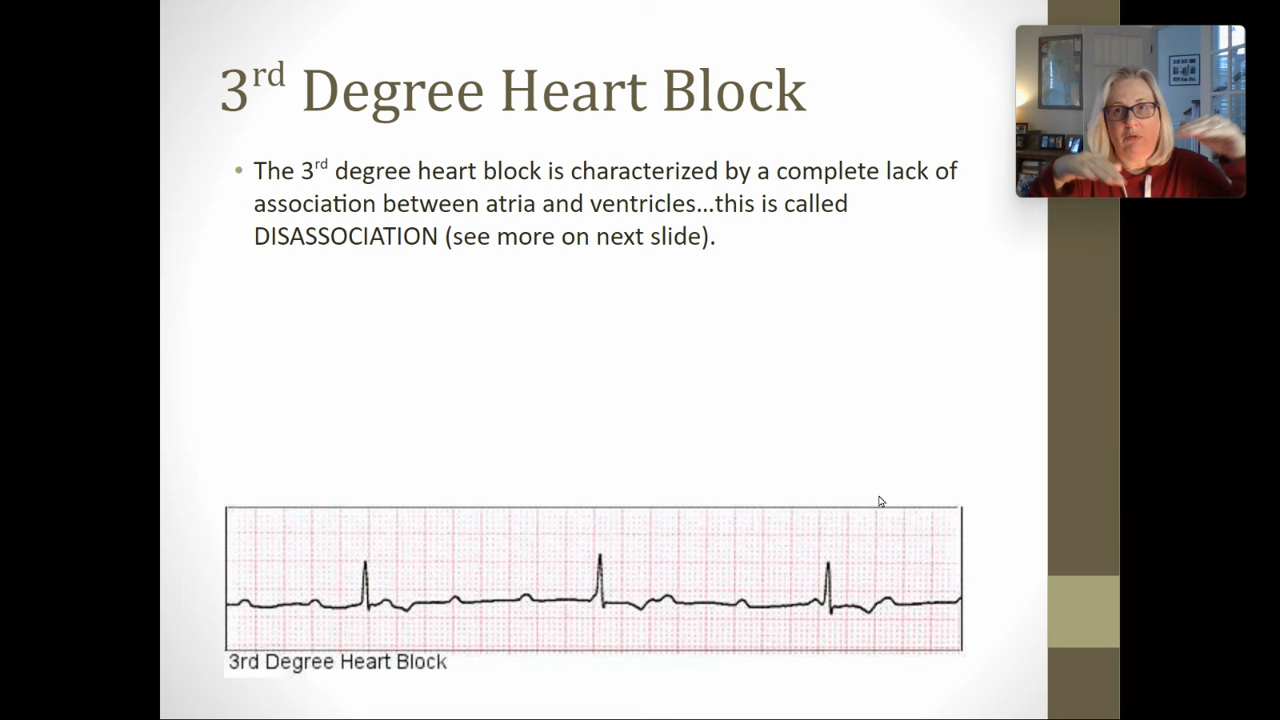 3rd Degree Heart Block
• The 3rd degree heart block is characterized by a complete lack of
association between atria and ventricles...this is called
DISASSOCIATION (see more on next slide).
3rd Degree Heart Block